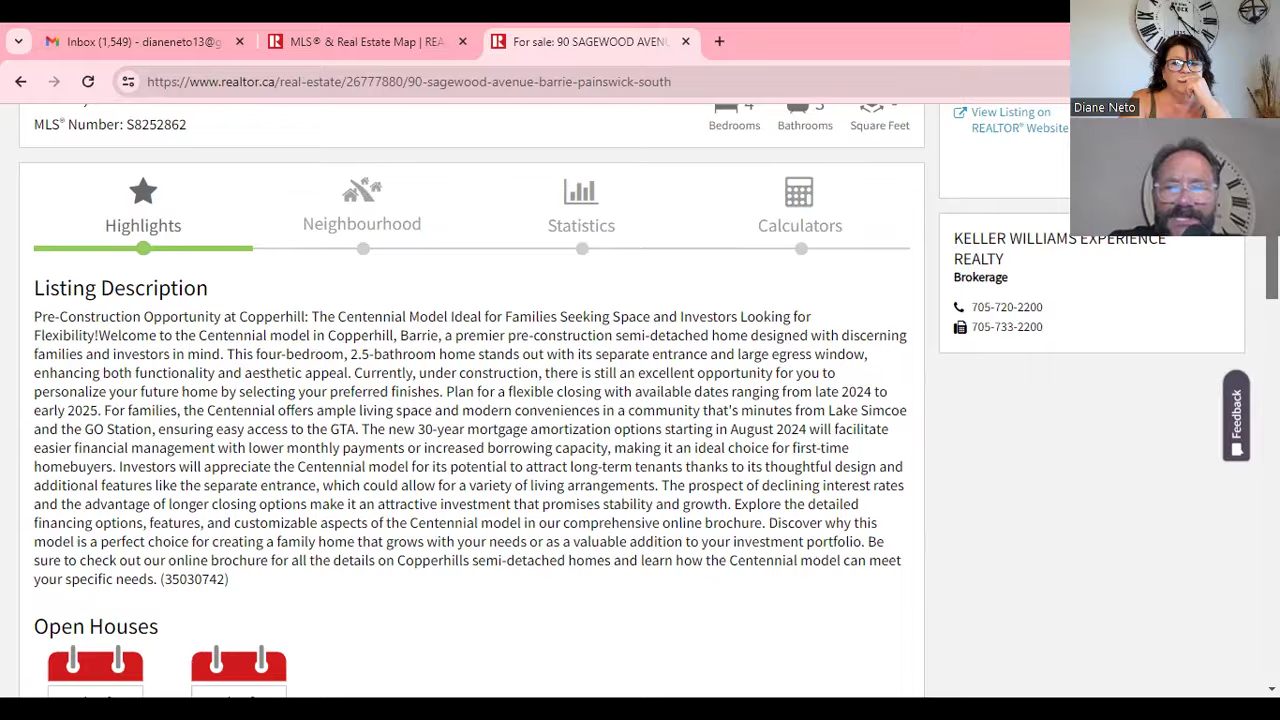 Inbox (1,549) - dianeneto13@g
MLS® & Real Estate Map | REA
For sale: 90 SAGEWOOD AVENU
https://www.realtor.ca/real-estate/26777880/90-sagewood-avenue-barrie-painswick-south
Diane Neto
MLS® Number: S8252862
Bedrooms
Bathrooms
Square Feet
View Listing on
REALTOR® Website
Highlights
Neighbourhood
Statistics
Calculators
KELLER WILLIAMS EXPERIENCE
REALTY
Brokerage
705-720-2200
705-733-2200
Listing Description
Pre-Construction Opportunity at Copperhill: The Centennial Model Ideal for Families Seeking Space and Investors Looking for
Flexibility!Welcome to the Centennial model in Copperhill, Barrie, a premier pre-construction semi-detached home designed with discerning
families and investors in mind. This four-bedroom, 2.5-bathroom home stands out with its separate entrance and large egress window,
enhancing both functionality and aesthetic appeal. Currently, under construction, there is still an excellent opportunity for you to
personalize your future home by selecting your preferred finishes. Plan for a flexible closing with available dates ranging from late 2024 to
early 2025. For families, the Centennial offers ample living space and modern conveniences in a community that's minutes from Lake Simcoe
and the GO Station, ensuring easy access to the GTA. The new 30-year mortgage amortization options starting in August 2024 will facilitate
easier financial management with lower monthly payments or increased borrowing capacity, making it an ideal choice for first-time
homebuyers. Investors will appreciate the Centennial model for its potential to attract long-term tenants thanks to its thoughtful design and
additional features like the separate entrance, which could allow for a variety of living arrangements. The prospect of declining interest rates
and the advantage of longer closing options make it an attractive investment that promises stability and growth. Explore the detailed
financing options, features, and customizable aspects of the Centennial model in our comprehensive online brochure. Discover why this
model is a perfect choice for creating a family home that grows with your needs or as a valuable addition to your investment portfolio. Be
sure to check out our online brochure for all the details on Copperhills semi-detached homes and learn how the Centennial model can meet
your specific needs. (35030742)
Feedback
Open Houses